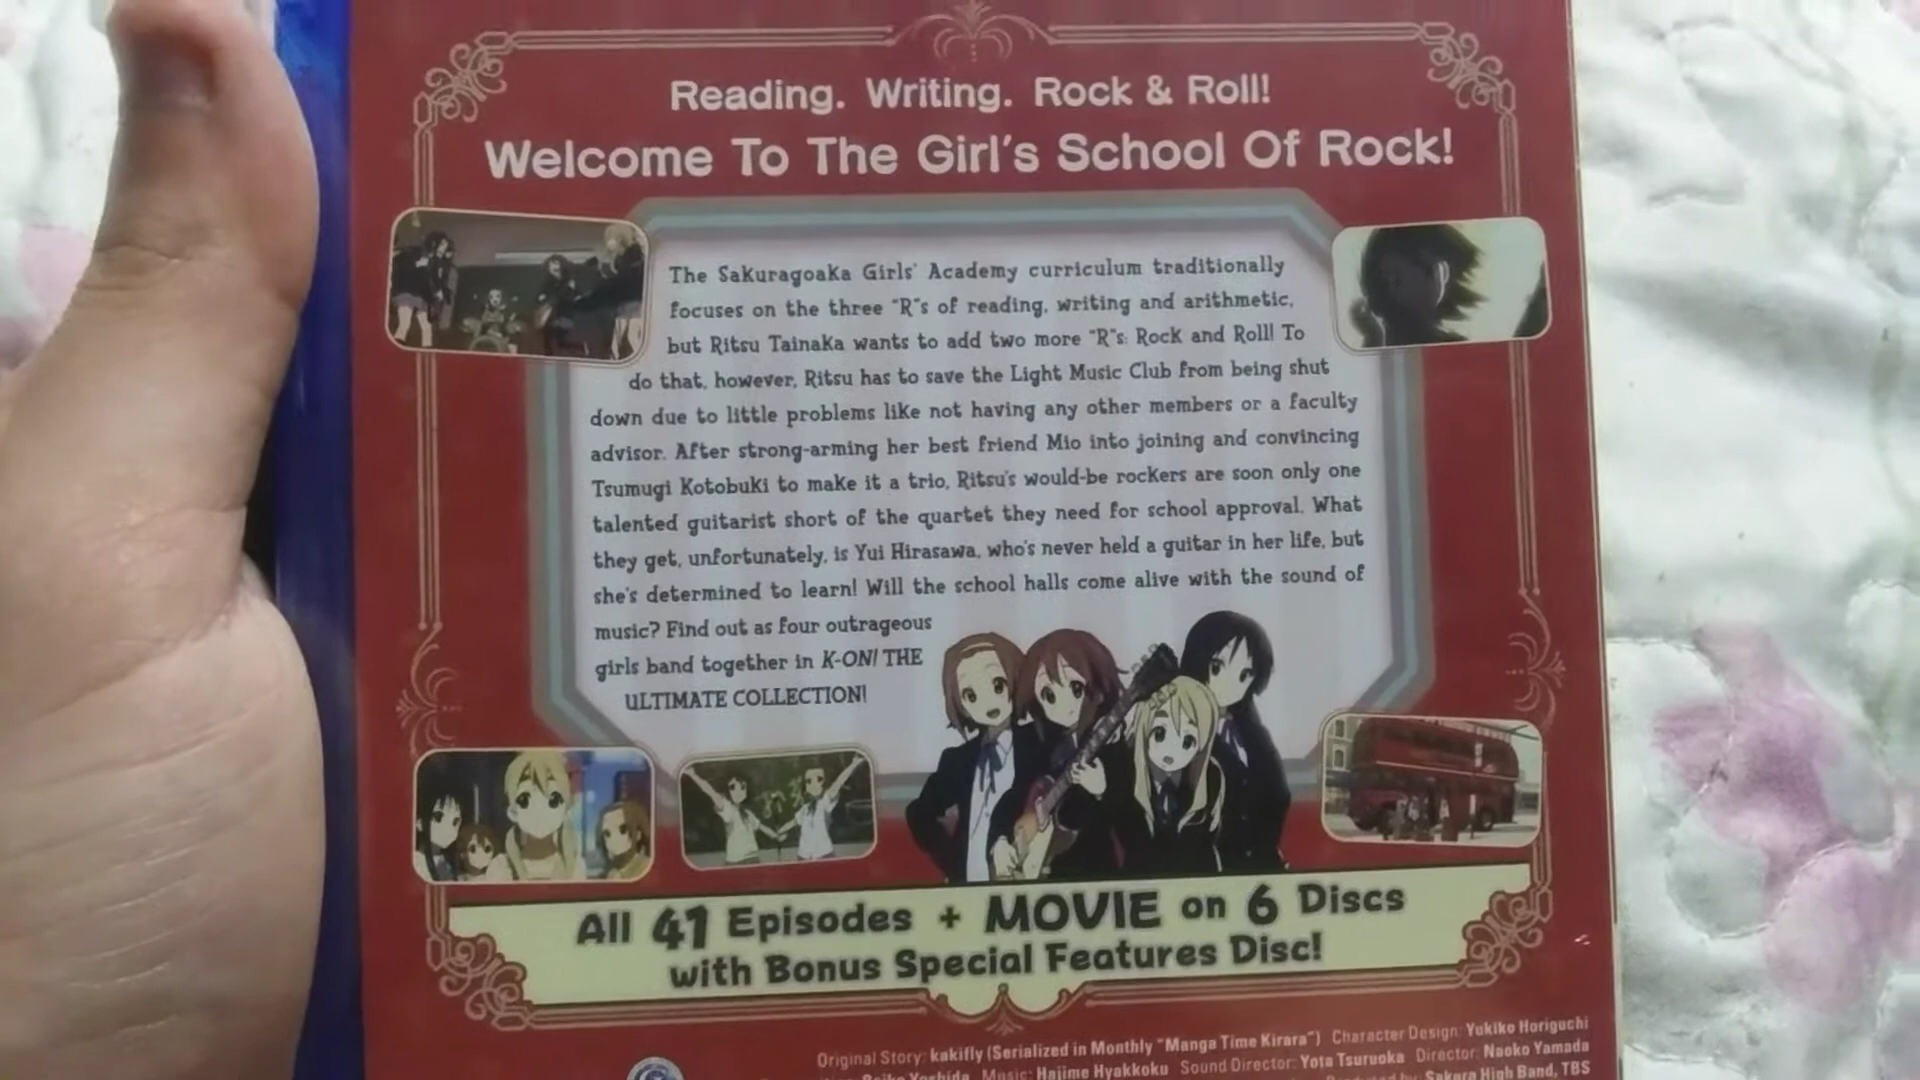 Reading. Writing. Rock & Roll!
Welcome To The Girl's School Of Rock!
The Sakuragoaka Girls' Academy curriculum traditionally
focuses on the three "R"s of reading, writing and arithmetic,
but Ritsu Tainaka wants to add two more "R"s: Rock and Roll! To
do that, however, Ritsu has to save the Light Music Club from being shut
down due to little problems like not having any other members or a faculty
advisor. After strong-arming her best friend Mio into joining and convincing
Tsumugi Kotobuki to make it a trio, Ritsu's would-be rockers are soon only one
talented guitarist short of the quartet they need for school approval. What
they get, unfortunately, is Yui Hirasawa, who's never held a guitar in her life, but
she's determined to learn! Will the school halls come alive with the sound of
music? Find out as four outrageous
girls band together in K-ON! THE
ULTIMATE COLLECTION!
All 41 Episodes + MOVIE on 6 Discs
with Bonus Special Features Disc!
Original Story: kakifly (Serialized in Monthly "Manga Time Kirara") Character Design: Yukiko Horiguchi
Yoshida Music: Hajime Hyakkoku Sound Director: Yota Tsuruoka Director: Naoko Yamada
Sakura High Band, TBS